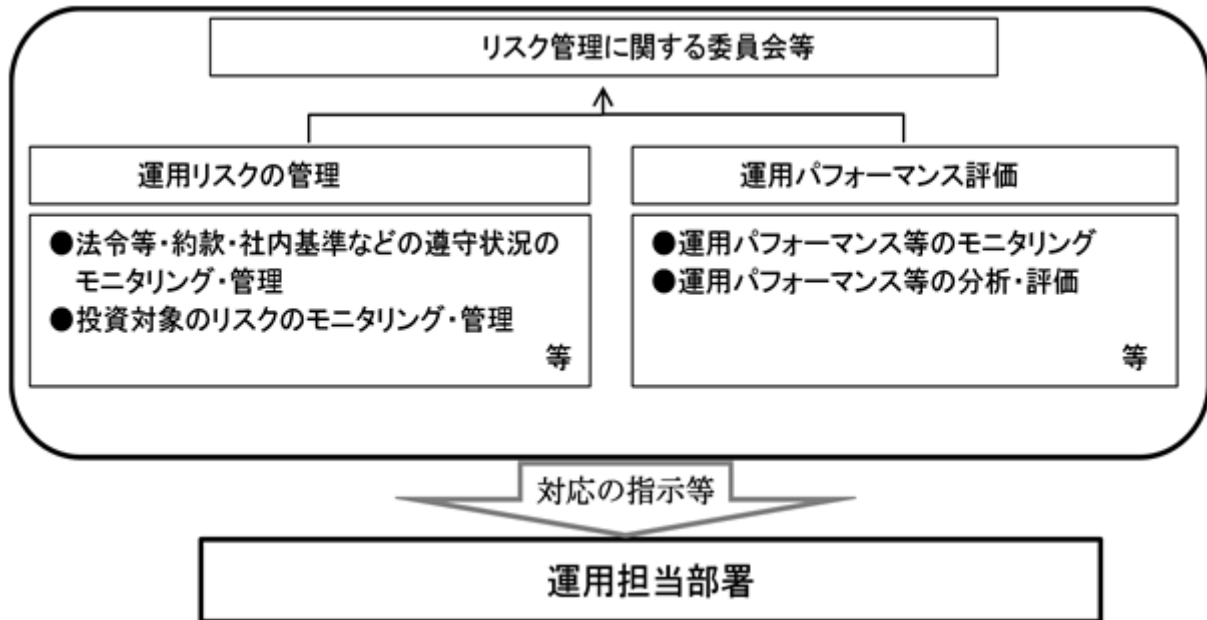 リスク管理に関する委員会等
運用リスクの管理
●法令等・約款・社内基準などの遵守状況の
モニタリング・管理
●投資対象のリスクのモニタリング・管理
等
運用パフォーマンス評価
●運用パフォーマンス等のモニタリング
●運用パフォーマンス等の分析・評価
等
対応の指示等
運用担当部署